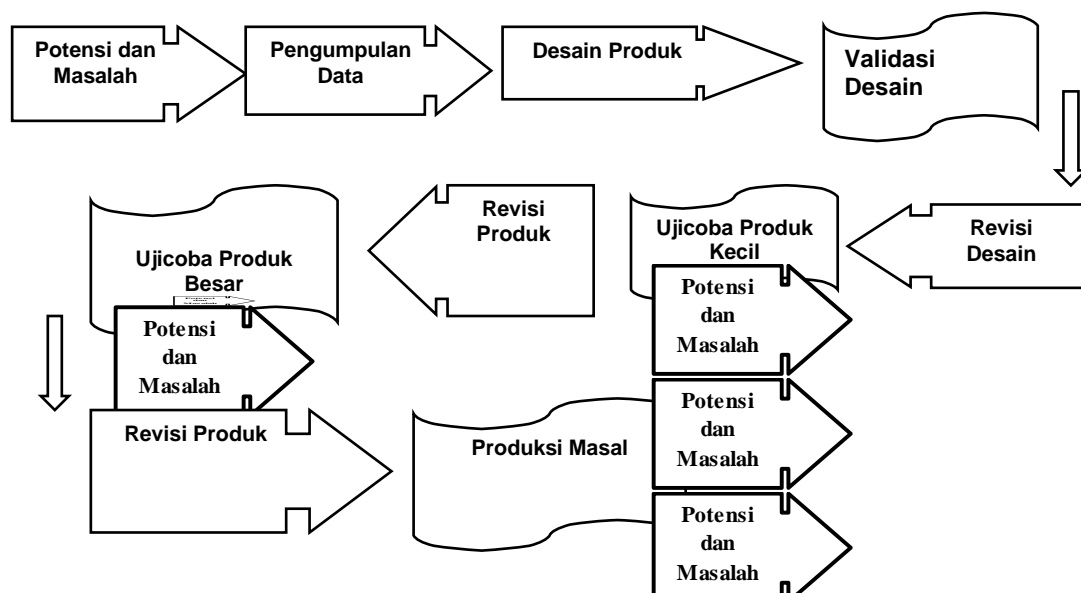 Potensi dan
Masalah
Pengumpulan
Data
Desain Produk
Validasi
Desain
Revisi
Desain
Ujicoba Produk
Kecil
Revisi
Produk
Ujicoba Produk
Besar
Potensi
dan
Masalah
Revisi Produk
Produksi Masal
Potensi
dan
Masalah
Potensi
dan
Masalah
Potensi
dan
Masalah